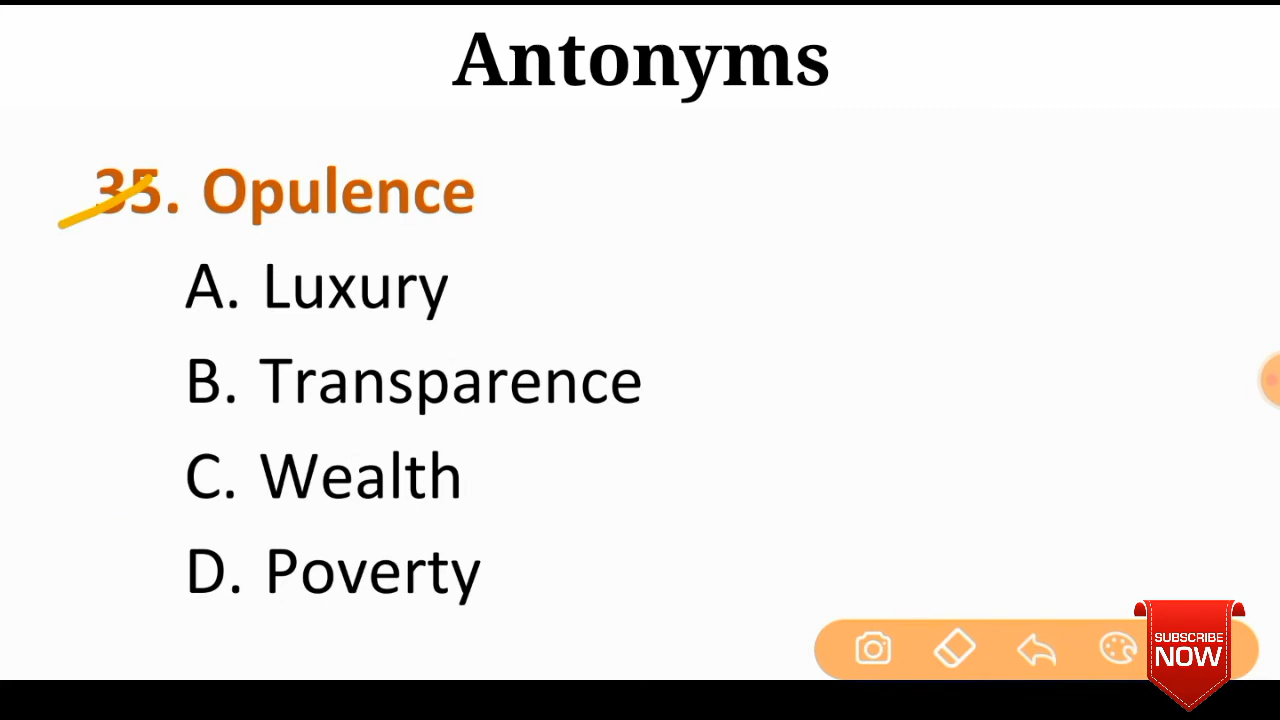 Antonyms
35. Opulence
A. Luxury
B. Transparence
C. Wealth
D. Poverty
SUBSCRIBE
NOW